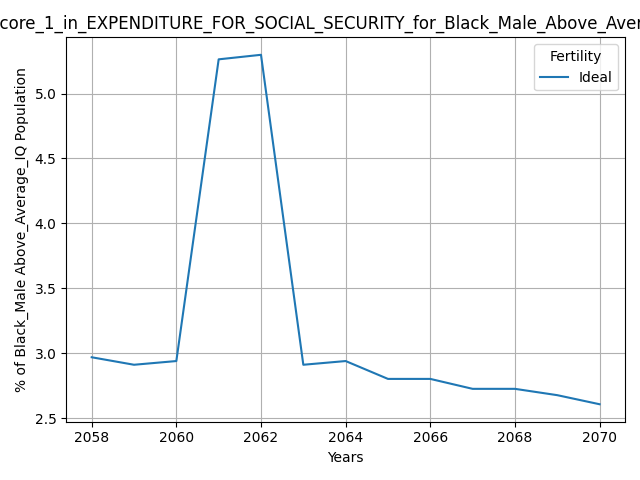 core_1_in_EXPENDITURE_FOR_SOCIAL_SECURITY_for_Black_Male_Above_Aver
Fertility
Ideal
% of Black_Male Above_Average_IQ Population
5.0
4.5
4.0
3.5
3.0
2.5
2058 2060 2062 2064 2066 2068 2070
Years